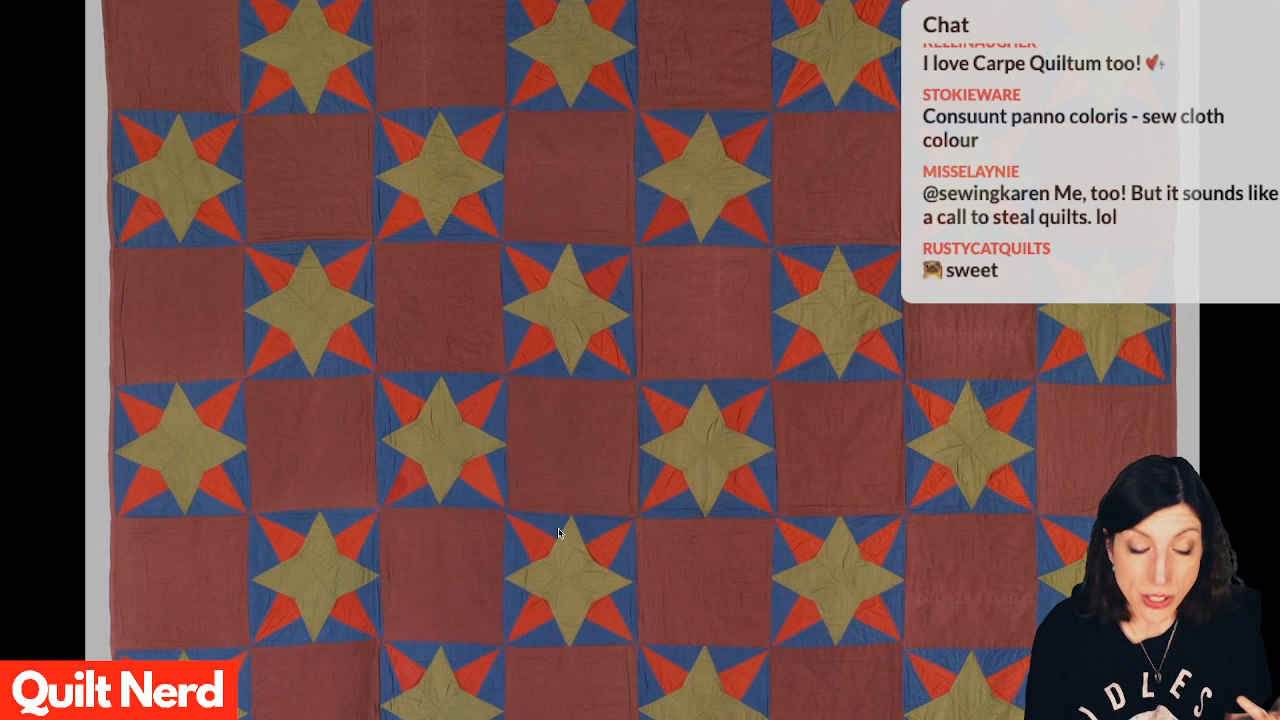 Chat
KELLINAUGHER
I love Carpe Quiltum too!
STOKIEWARE
Consuunt panno coloris - sew cloth
colour
MISSELAYNIE
@sewingkaren Me, too! But it sounds like
a call to steal quilts. lol
RUSTYCATQUILTS
sweet
Quilt Nerd